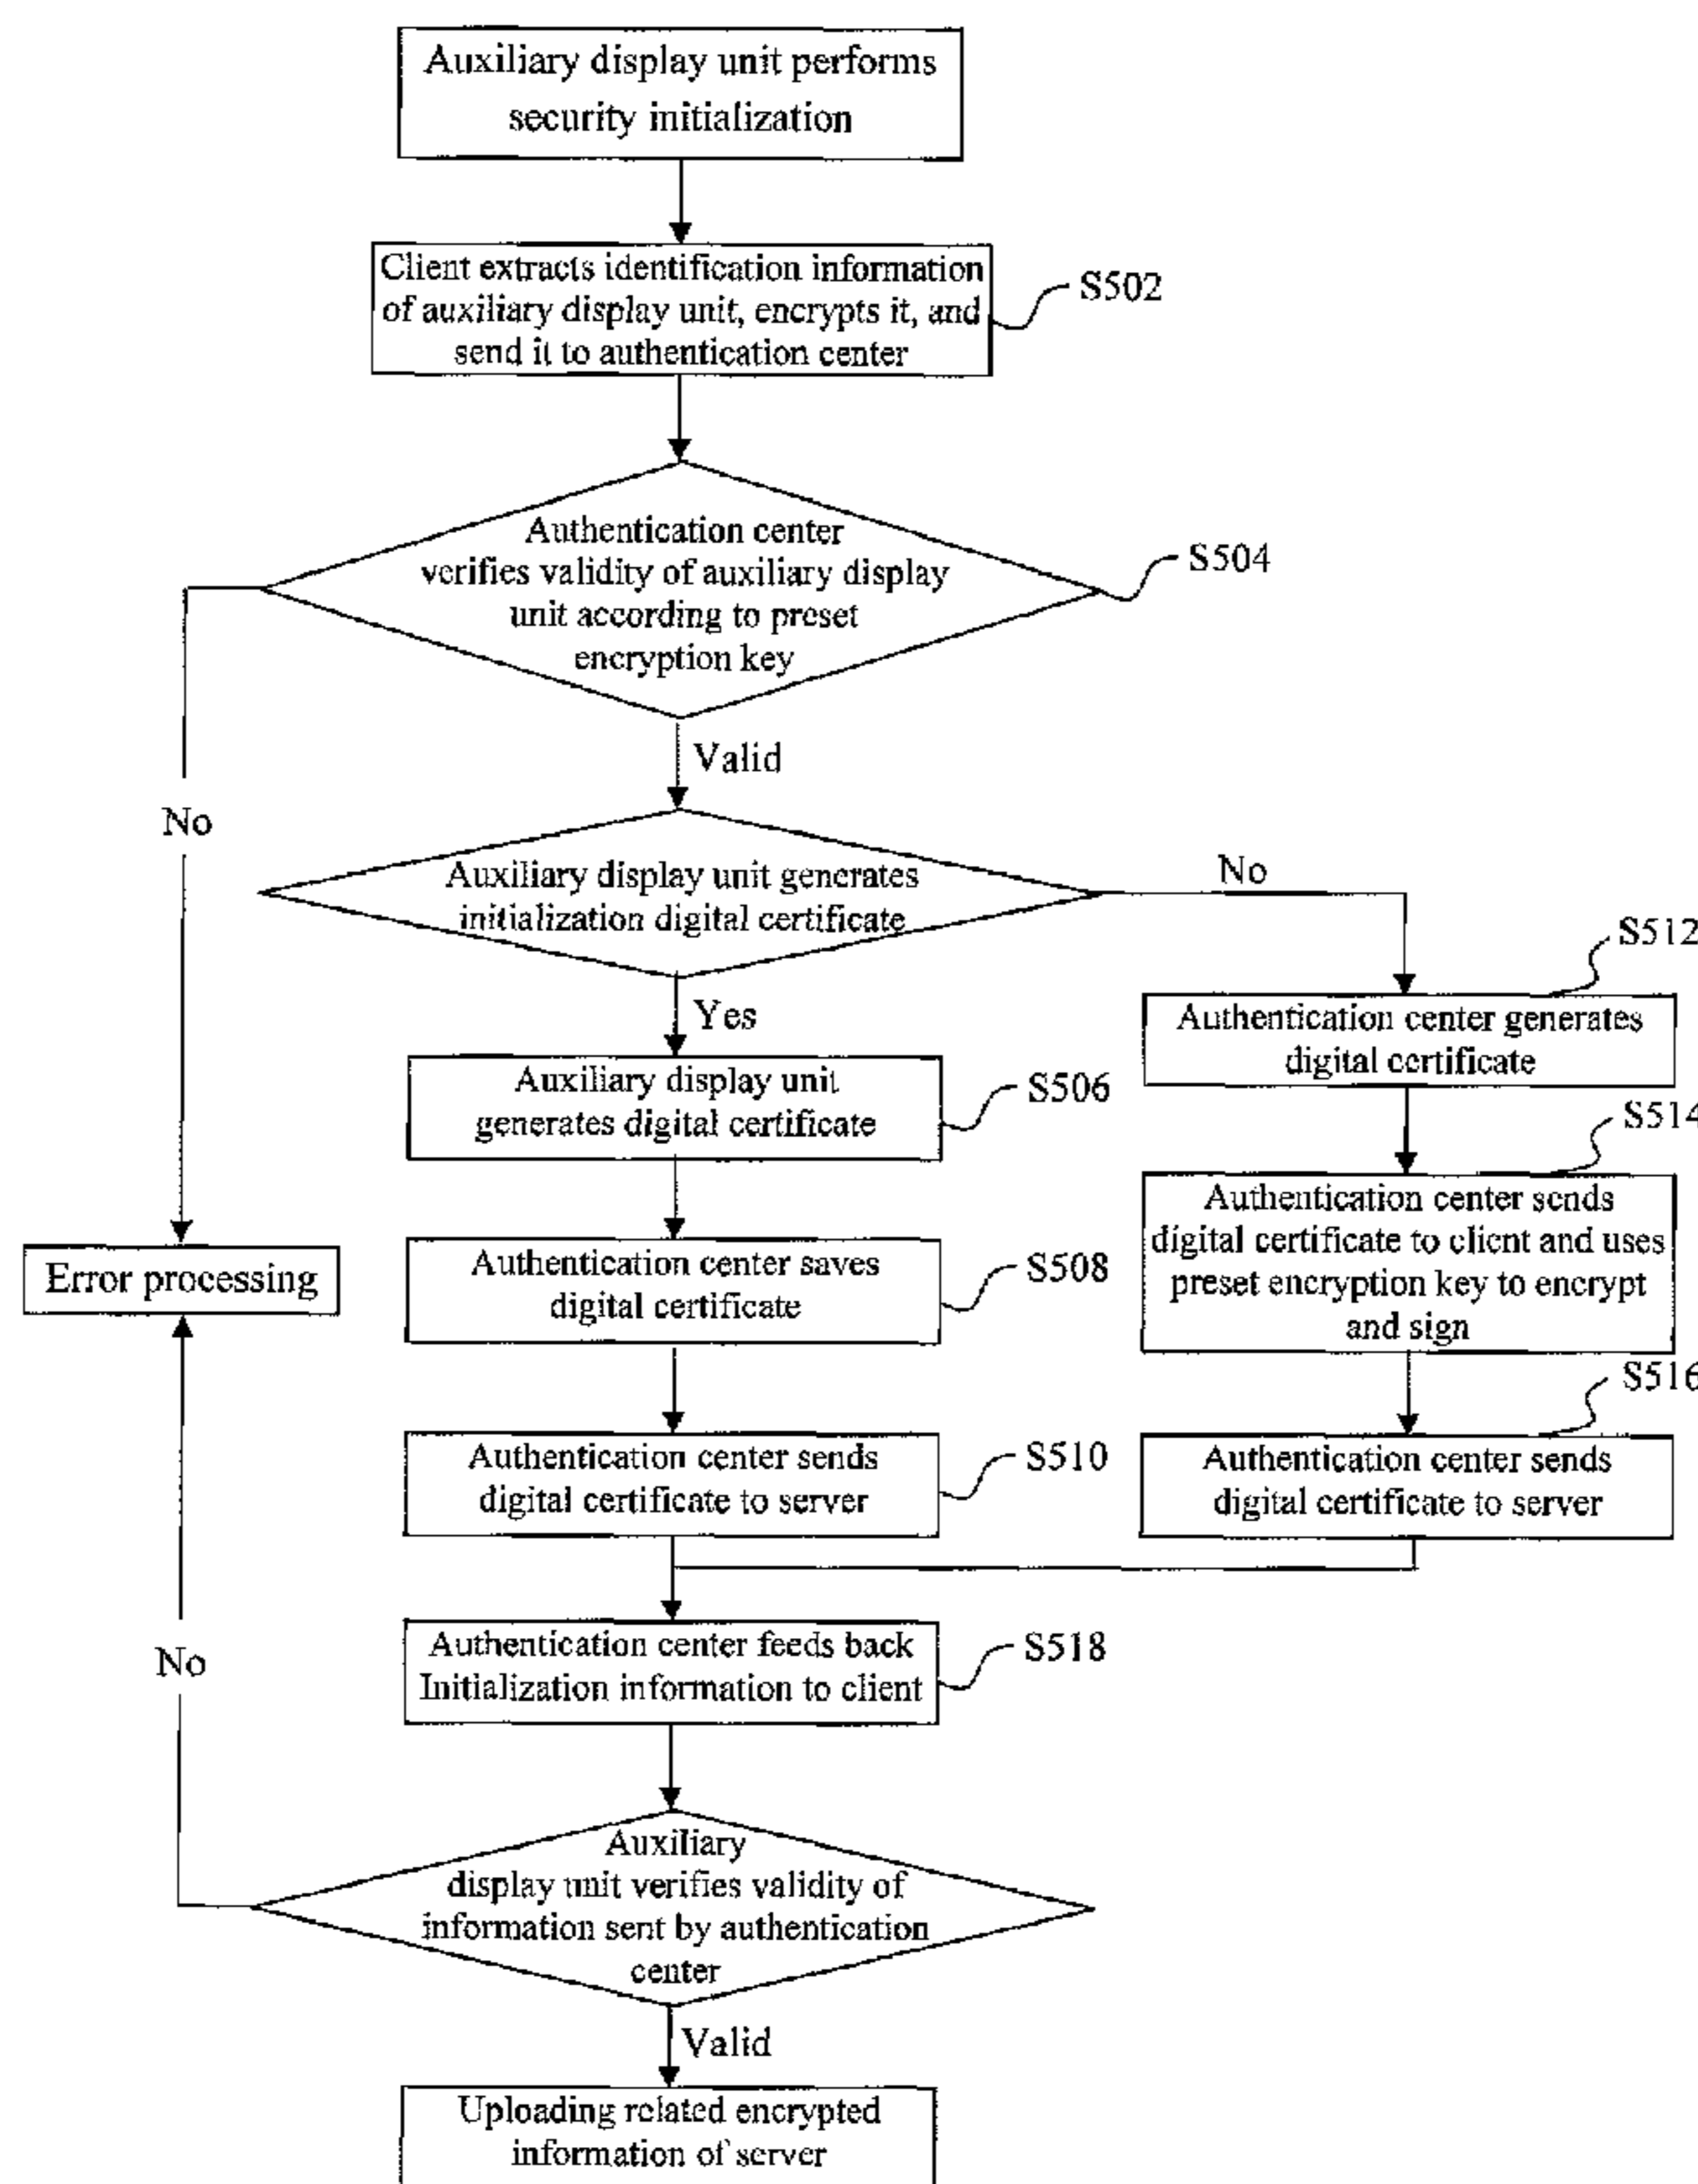 Auxiliary display unit performs
security initialization
Client extracts identification information
of auxiliary display unit, encrypts it, and
send it to authentication center
S502
Authentication center
verifies validity of auxiliary display
unit according to preset
encryption key
S504
Valid
No
Auxiliary display unit generates
initialization digital certificate
No
Yes
S512
Authentication center generates
digital certificate
Auxiliary display unit
generates digital certificate
S506
S514
Authentication center sends
digital certificate to client and uses
preset encryption key to encrypt
and sign
Authentication center saves
digital certificate
S508
Error processing
S516
Authentication center sends
digital certificate to server
S510
Authentication center sends
digital certificate to server
Authentication center feeds back
Initialization information to client
S518
No
Auxiliary
display unit verifies validity of
information sent by authentication
center
Valid
Uploading related encrypted
information of server